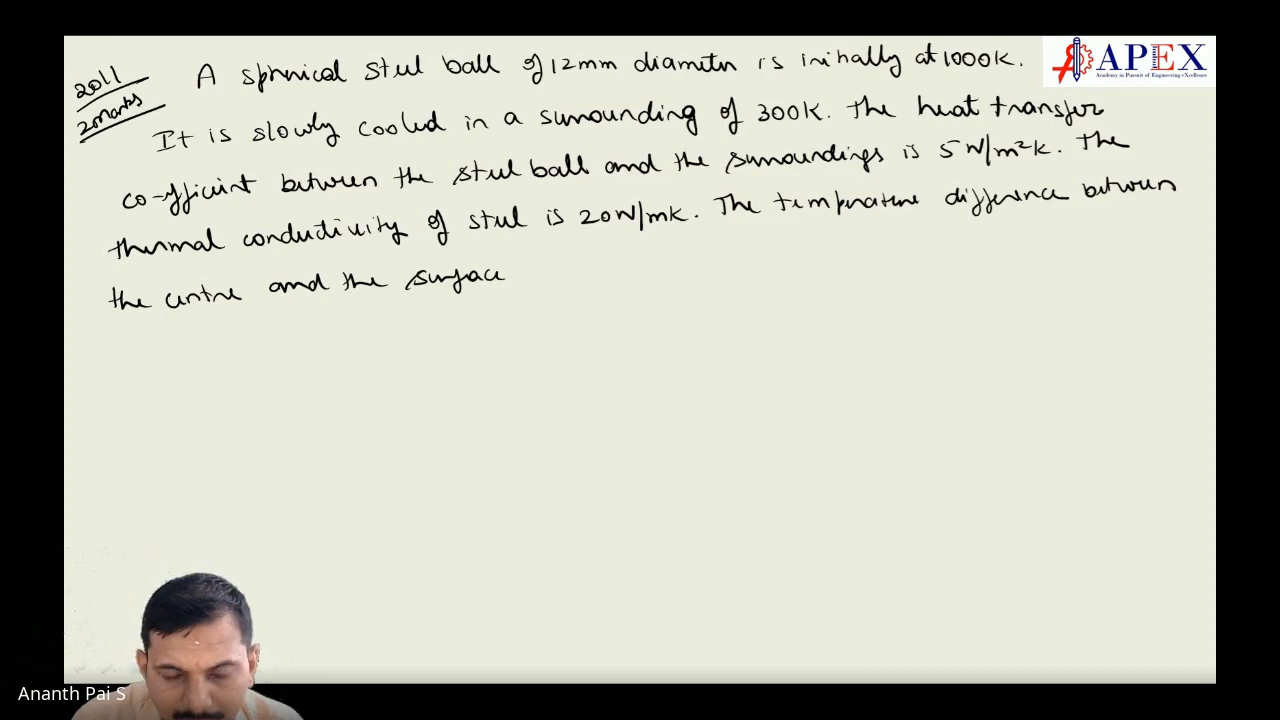 2011
2 marks
A spherical steel ball of 12mm diameter is initially at 1000K.
It is slowly cooled in a surrounding of 300K. The heat transfer
co-efficient between the steel ball and the surroundings is 5 W/m²K. The
thermal conductivity of steel is 20W/mK. The temperature difference between
the centre and the surface
APEX
Academy in Pursuit of Engineering eXcellence
Ananth Pai S